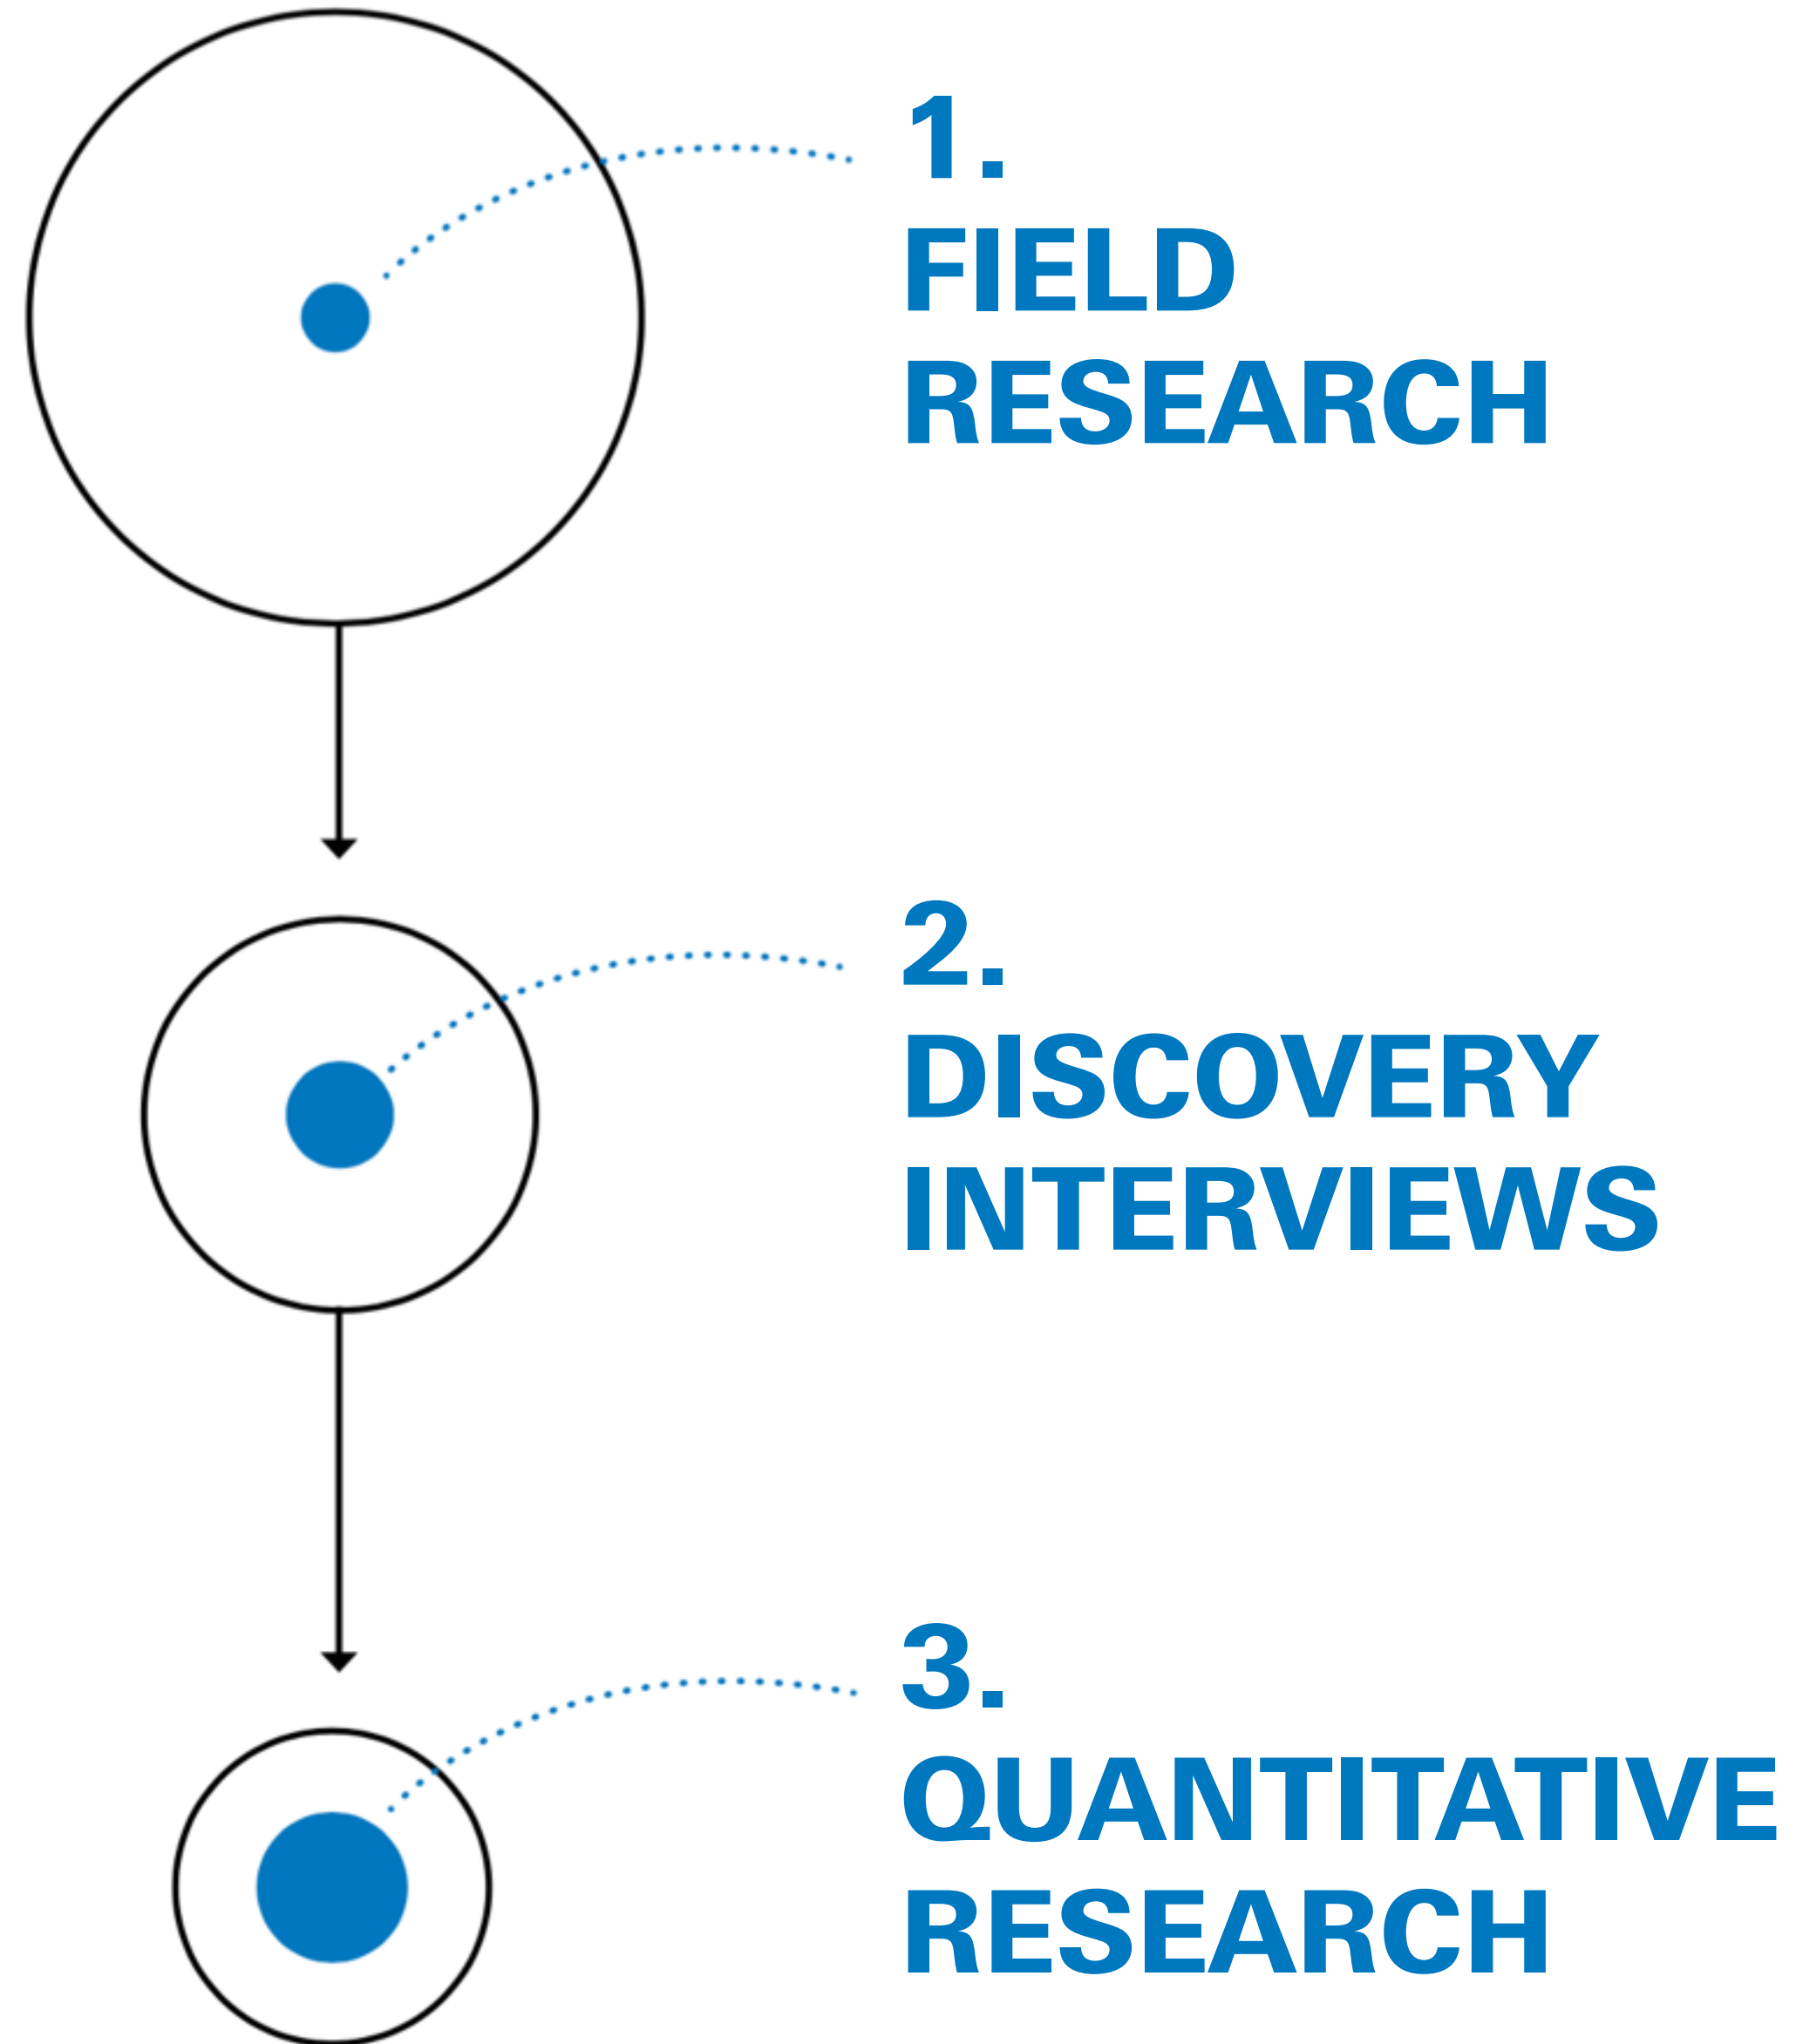 1.
FIELD
RESEARCH
2.
DISCOVERY
INTERVIEWS
3.
QUANTITATIVE
RESEARCH